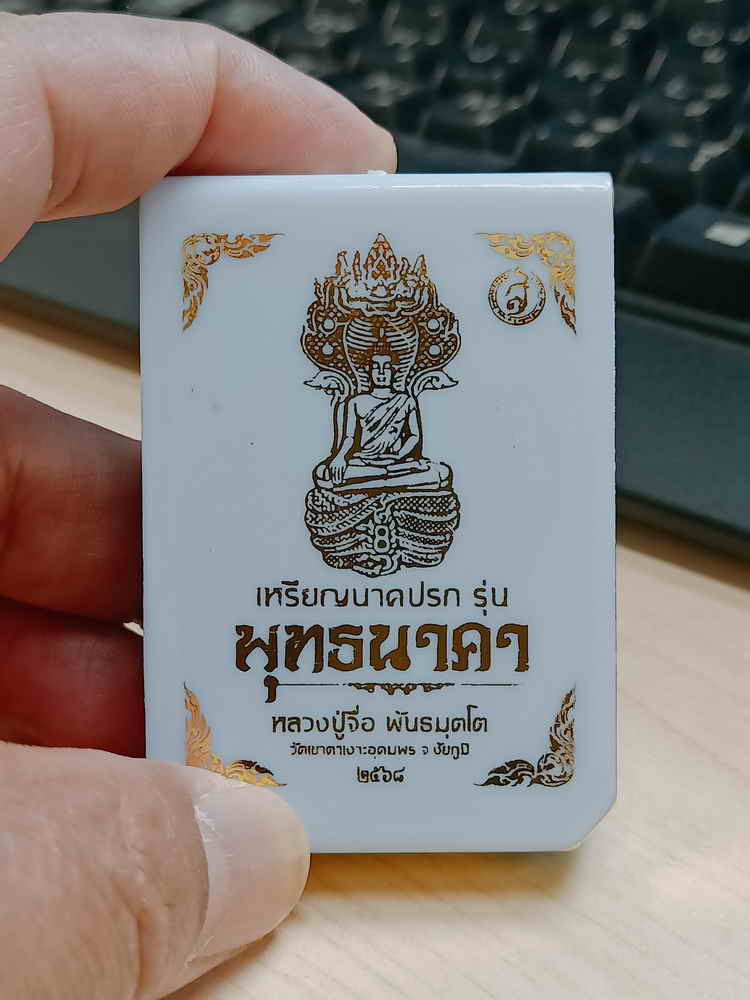 เหรียญนาคปรก รุ่น
พุทธนาคา
หลวงปู่จื่อ พันธมุตโต
วัดเขาตาเงาะอุดมพร จ ชัยภูมิ
๒๕๖๘